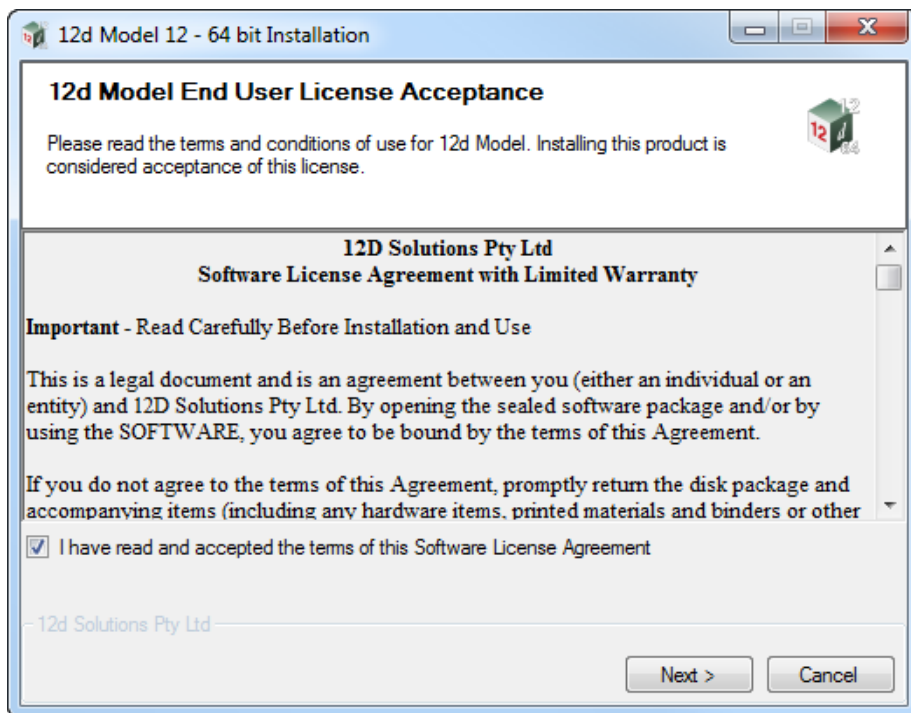 12d Model 12 - 64 bit Installation
12d Model End User License Acceptance
Please read the terms and conditions of use for 12d Model. Installing this product is
considered acceptance of this license.
12
12 d
64
12D Solutions Pty Ltd
Software License Agreement with Limited Warranty
Important - Read Carefully Before Installation and Use
This is a legal document and is an agreement between you (either an individual or an
entity) and 12D Solutions Pty Ltd. By opening the sealed software package and/or by
using the SOFTWARE, you agree to be bound by the terms of this Agreement.
If you do not agree to the terms of this Agreement, promptly return the disk package and
accompanying items (including any hardware items, printed materials and binders or other
I have read and accepted the terms of this Software License Agreement
12d Solutions Pty Ltd
Next >
Cancel